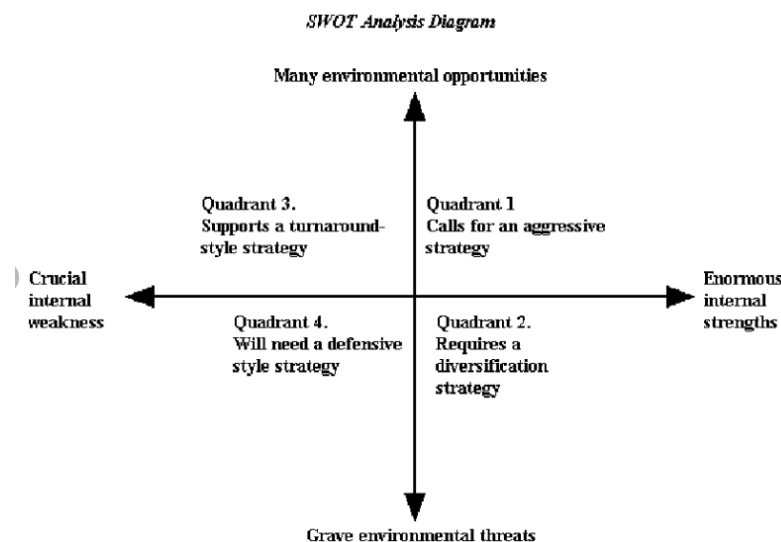 SWOT Analysis Diagram
Many environmental opportunities
Quadrant 3.
Supports a turnaround-
style strategy
Quadrant 1
Calls for an aggressive
strategy
Crucial
internal
weakness
Enormous
internal
strengths
Quadrant 4.
Will need a defensive
style strategy
Quadrant 2.
Requires a
diversification
strategy
Grave environmental threats